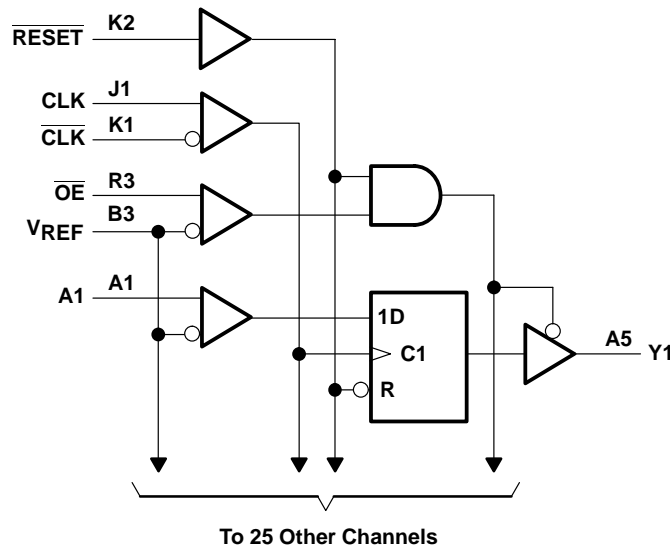 RESET K2
CLK J1
CLK K1
OE R3
VREF B3
A1 A1
1D
C1
R
A5 Y1
To 25 Other Channels